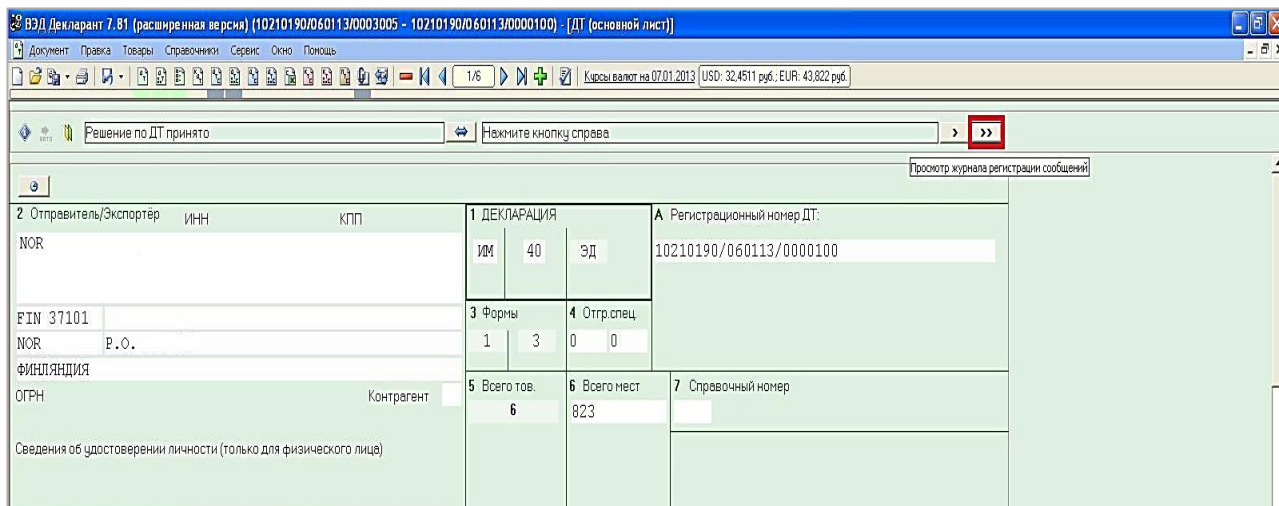 ВЭД Декларант 7.81 (расширенная версия) (10210190/060113/0003005 - 10210190/060113/0000100) - [ДТ (основной лист)]
Документ Правка Товары Справочники Сервис Окно Помощь
1/6 Курсы валют на 07.01.2013 USD: 32,4511 руб.; EUR: 43,822 руб.
Решение по ДТ принято Нажмите кнопку справа > >>
Просмотр журнала регистрации сообщений
2 Отправитель/Экспортёр ИНН КПП 1 ДЕКЛАРАЦИЯ А Регистрационный номер ДТ:
NOR ИМ 40 ЭД 10210190/060113/0000100
FIN 37101 3 Формы 4 Отгр.спец.
NOR P.O. 1 3 0 0
ФИНЛЯНДИЯ
ОГРН Контрагент 5 Всего тов. 6 Всего мест 7 Справочный номер
6 823
Сведения об удостоверении личности (только для физического лица)